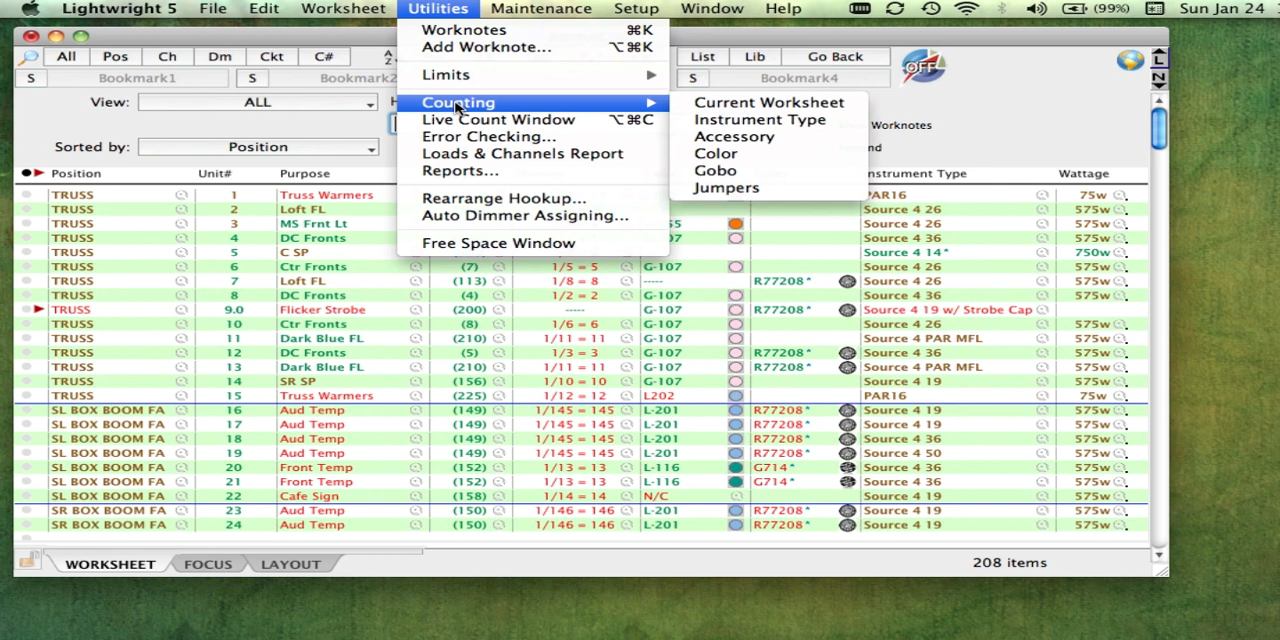 Lightwright 5 File Edit Worksheet Utilities Maintenance Setup Window Help (99%) Sun Jan 24
All Pos Ch Dm Ckt C# List Lib Go Back OFF L
S Bookmark1 S Bookmark2 S Bookmark4 N
View: ALL
Sorted by: Position
Worknotes ⌘K
Add Worknote... ⌥⌘K
Limits
Counting
Live Count Window ⌥⌘C
Error Checking...
Loads & Channels Report
Reports...
Rearrange Hookup...
Auto Dimmer Assigning...
Free Space Window
Current Worksheet
Instrument Type
Accessory
Color
Gobo
Jumpers
Worknotes
Position Unit# Purpose nstrument Type Wattage
TRUSS 1 Truss Warmers PAR16 75w
TRUSS 2 Loft FL Source 4 26 575w
TRUSS 3 MS Frnt Lt Source 4 26 575w
TRUSS 4 DC Fronts Source 4 36 575w
TRUSS 5 C SP Source 4 14* 750w
TRUSS 6 Ctr Fronts (7) 1/5 = 5 G-107 Source 4 26 575w
TRUSS 7 Loft FL (113) 1/8 = 8 ----- R77208* Source 4 26 575w
TRUSS 8 DC Fronts (4) 1/2 = 2 G-107 Source 4 36 575w
TRUSS 9.0 Flicker Strobe (200) ----- G-107 R77208* Source 4 19 w/ Strobe Cap
TRUSS 10 Ctr Fronts (8) 1/6 = 6 G-107 Source 4 26 575w
TRUSS 11 Dark Blue FL (210) 1/11 = 11 G-107 Source 4 PAR MFL 575w
TRUSS 12 DC Fronts (5) 1/3 = 3 G-107 R77208* Source 4 36 575w
TRUSS 13 Dark Blue FL (210) 1/11 = 11 G-107 R77208* Source 4 PAR MFL 575w
TRUSS 14 SR SP (156) 1/10 = 10 G-107 Source 4 19 575w
TRUSS 15 Truss Warmers (225) 1/12 = 12 L202 PAR16 75w
SL BOX BOOM FA 16 Aud Temp (149) 1/145 = 145 L-201 R77208* Source 4 19 575w
SL BOX BOOM FA 17 Aud Temp (149) 1/145 = 145 L-201 R77208* Source 4 19 575w
SL BOX BOOM FA 18 Aud Temp (149) 1/145 = 145 L-201 R77208* Source 4 36 575w
SL BOX BOOM FA 19 Aud Temp (149) 1/145 = 145 L-201 R77208* Source 4 50 575w
SL BOX BOOM FA 20 Front Temp (152) 1/13 = 13 L-116 G714* Source 4 36 575w
SL BOX BOOM FA 21 Front Temp (152) 1/13 = 13 L-116 G714* Source 4 36 575w
SL BOX BOOM FA 22 Cafe Sign (158) 1/14 = 14 N/C Source 4 19 575w
SR BOX BOOM FA 23 Aud Temp (150) 1/146 = 146 L-201 R77208* Source 4 19 575w
SR BOX BOOM FA 24 Aud Temp (150) 1/146 = 146 L-201 R77208* Source 4 19 575w
WORKSHEET FOCUS LAYOUT 208 items